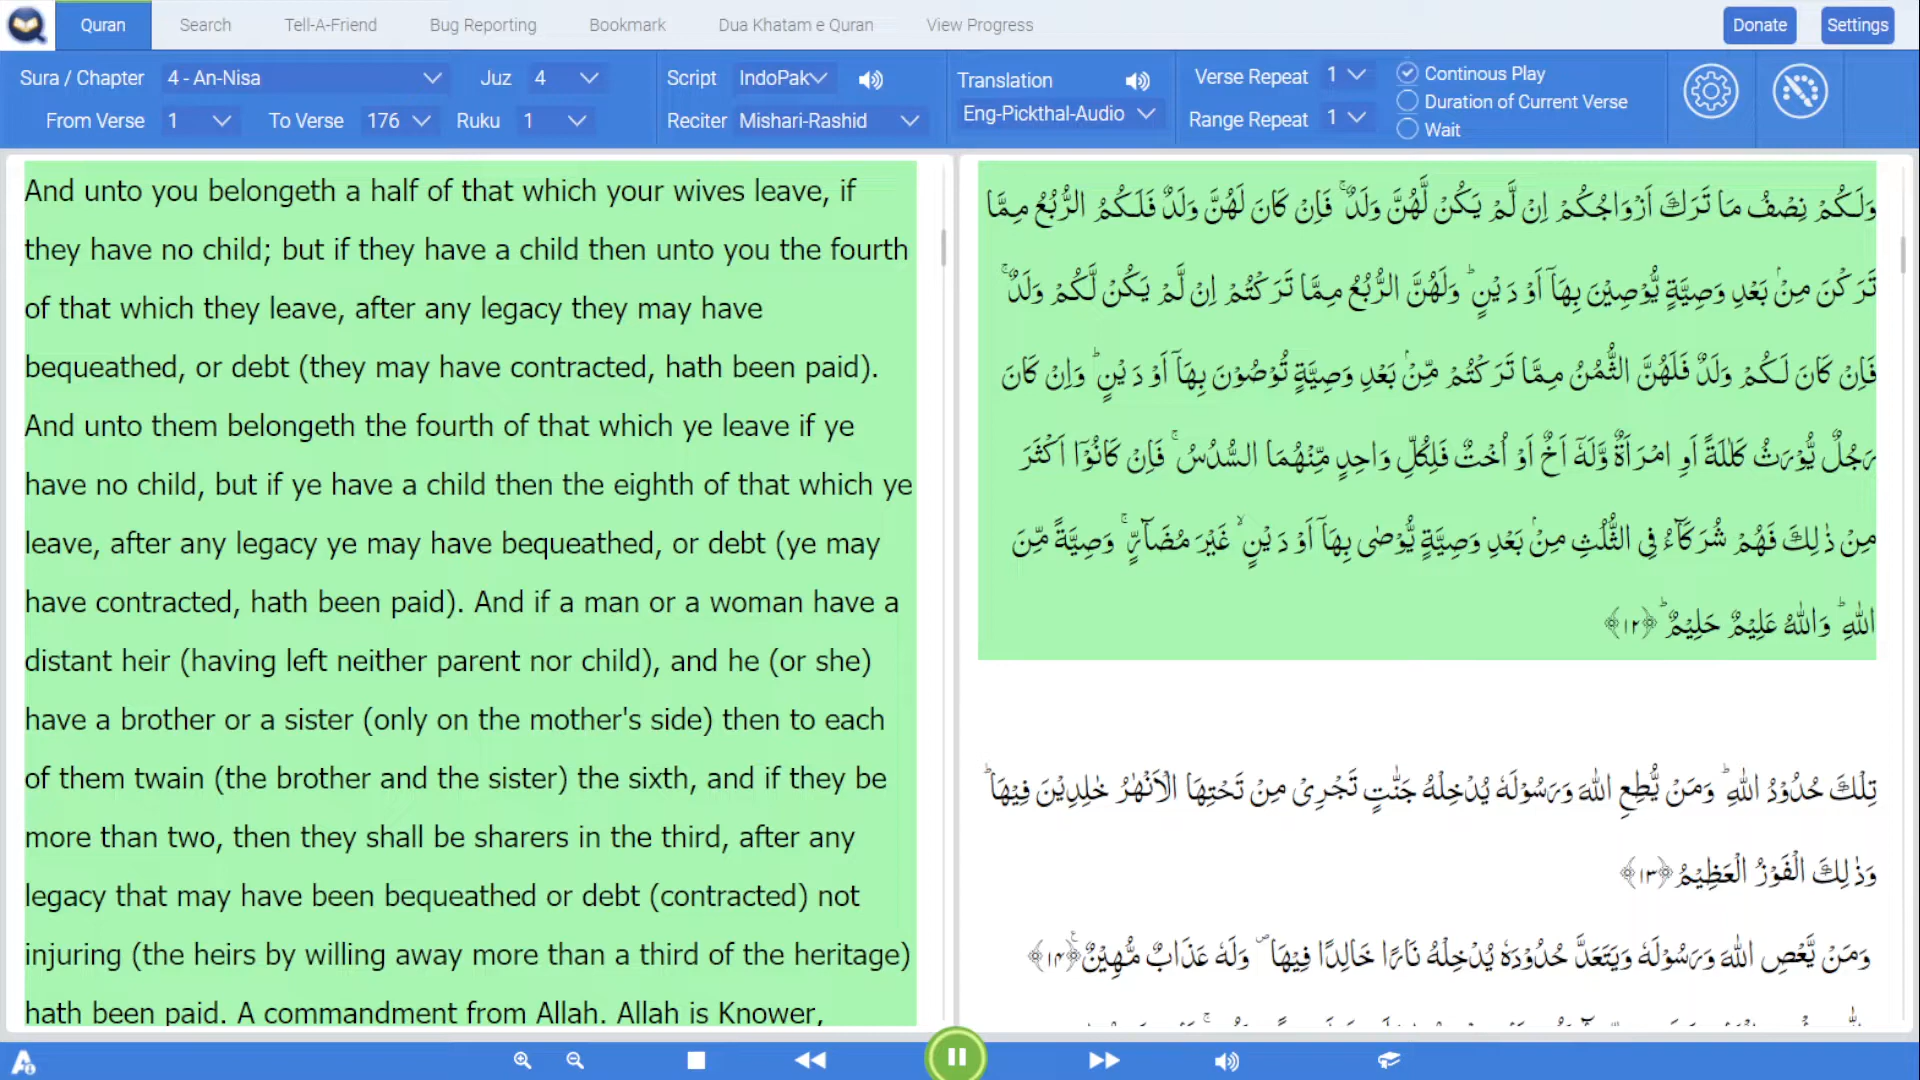 Quran Search Tell-A-Friend Bug Reporting Bookmark Dua Khatam e Quran View Progress Donate Settings
Sura / Chapter 4 - An-Nisa Juz 4 Script IndoPak Translation Verse Repeat 1 Continous Play
From Verse 1 To Verse 176 Ruku 1 Reciter Mishari-Rashid Eng-Pickthal-Audio Range Repeat 1 Duration of Current Verse
Wait
And unto you belongeth a half of that which your wives leave, if
they have no child; but if they have a child then unto you the fourth
of that which they leave, after any legacy they may have
bequeathed, or debt (they may have contracted, hath been paid).
And unto them belongeth the fourth of that which ye leave if ye
have no child, but if ye have a child then the eighth of that which ye
leave, after any legacy ye may have bequeathed, or debt (ye may
have contracted, hath been paid). And if a man or a woman have a
distant heir (having left neither parent nor child), and he (or she)
have a brother or a sister (only on the mother's side) then to each
of them twain (the brother and the sister) the sixth, and if they be
more than two, then they shall be sharers in the third, after any
legacy that may have been bequeathed or debt (contracted) not
injuring (the heirs by willing away more than a third of the heritage)
hath been paid. A commandment from Allah. Allah is Knower,
وَلَـكُمْ نِصْفُ مَا تَرَكَ اَزْوَاجُكُمْ اِنْ لَّمْ يَكُنْ لَّهُنَّ وَلَدٌ ۚ فَاِنْ كَانَ لَهُنَّ وَلَدٌ فَلَـكُمُ الرُّبُعُ مِمَّا
تَرَكْنَ مِنْۢ بَعْدِ وَصِيَّةٍ يُّوْصِيْنَ بِهَاۤ اَوْ دَ يْنٍ ؕ وَلَهُنَّ الرُّبُعُ مِمَّا تَرَكْتُمْ اِنْ لَّمْ يَكُنْ لَّكُمْ وَلَدٌ ۚ
فَاِنْ كَانَ لَـكُمْ وَلَدٌ فَلَهُنَّ الثُّمُنُ مِمَّا تَرَكْتُمْ مِّنْۢ بَعْدِ وَصِيَّةٍ تُوْصُوْنَ بِهَاۤ اَوْ دَ يْنٍ ؕ وَاِنْ كَانَ
رَجُلٌ يُّوْرَثُ كَلٰلَةً اَوِ امْرَاَةٌ وَّلَهٗۤ اَخٌ اَوْ اُخْتٌ فَلِكُلِّ وَاحِدٍ مِّنْهُمَا السُّدُسُ ۚ فَاِنْ كَانُوْۤا اَكْثَرَ
مِنْ ذٰ لِكَ فَهُمْ شُرَكَآءُ فِى الثُّلُثِ مِنْۢ بَعْدِ وَصِيَّةٍ يُّوْصٰى بِهَاۤ اَوْ دَ يْنٍ ۙ غَيْرَ مُضَآرٍّ ۚ وَصِيَّةً مِّنَ
اللّٰهِ ؕ وَاللّٰهُ عَلِيْمٌ حَلِيْمٌ ؕ ﴿۱۲﴾
تِلْكَ حُدُوْدُ اللّٰهِ ؕ وَمَنْ يُّطِعِ اللّٰهَ وَرَسُوْلَهٗ يُدْخِلْهُ جَنّٰتٍ تَجْرِىْ مِنْ تَحْتِهَا الْاَنْهٰرُ خٰلِدِيْنَ فِيْهَا ؕ
وَذٰ لِكَ الْفَوْزُ الْعَظِيْمُ ﴿۱۳﴾
وَمَنْ يَّعْصِ اللّٰهَ وَرَسُوْلَهٗ وَيَتَعَدَّ حُدُوْدَهٗ يُدْخِلْهُ نَارًا خَالِدًا فِيْهَا ۖ وَلَهٗ عَذَابٌ مُّهِيْنٌ ﴿۱۴﴾